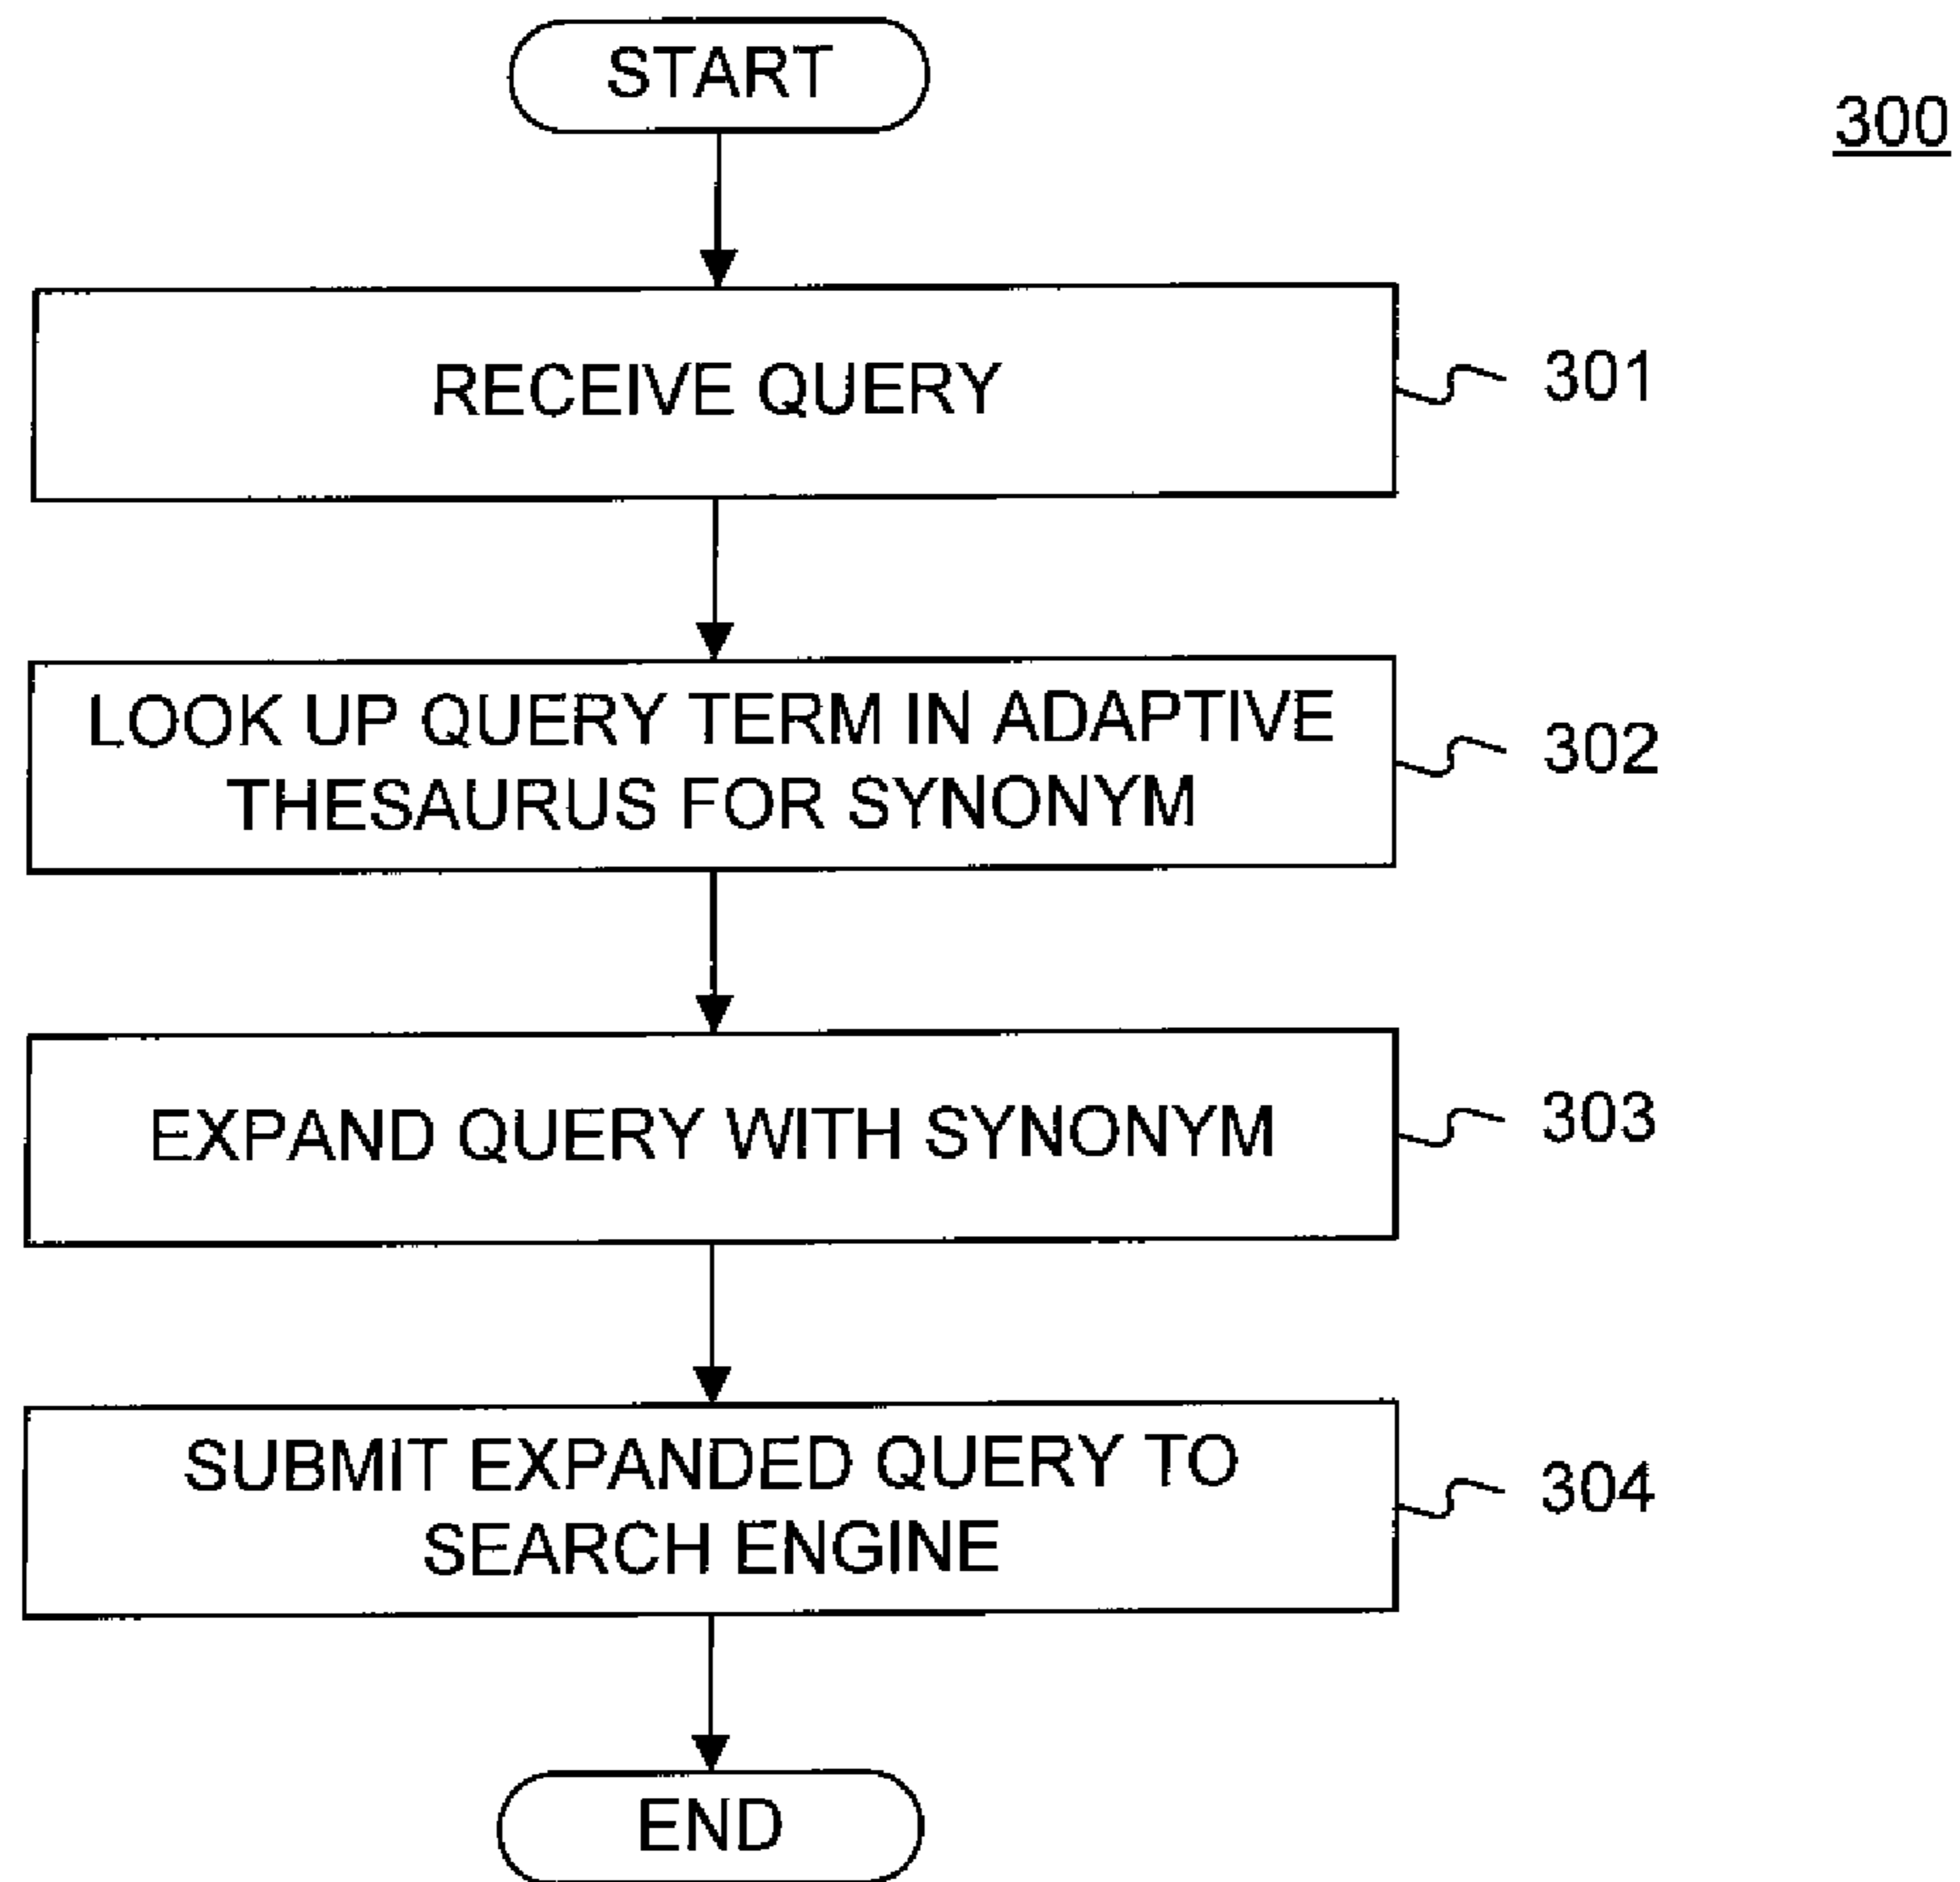 START
300
RECEIVE QUERY
301
LOOK UP QUERY TERM IN ADAPTIVE
THESAURUS FOR SYNONYM
302
EXPAND QUERY WITH SYNONYM
303
SUBMIT EXPANDED QUERY TO
SEARCH ENGINE
304
END